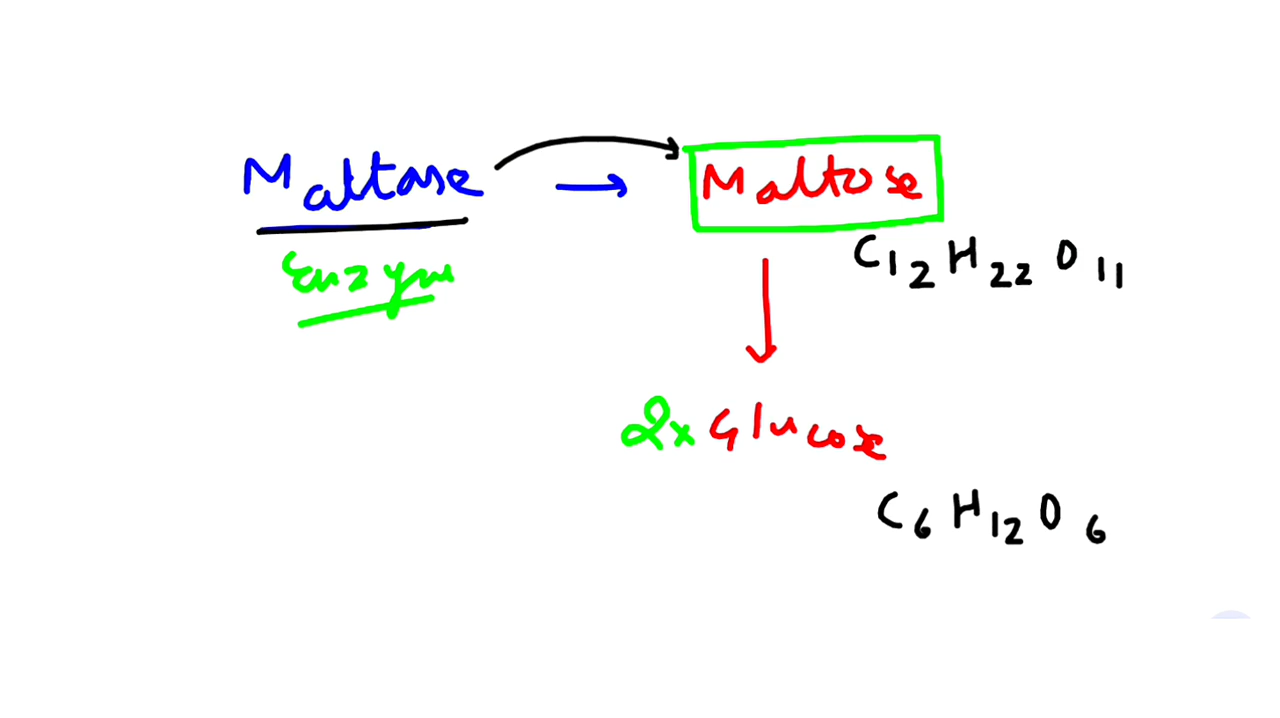 Maltase → Maltose
Enzyme
C12H22O11
2x Glucose
C6H12O6